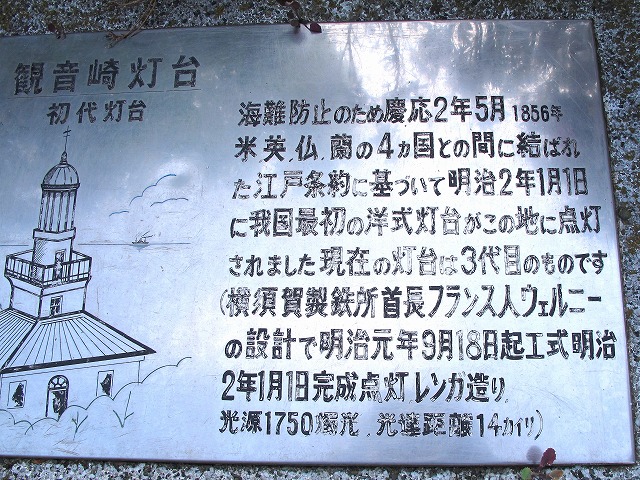 観音崎灯台
初代灯台
海難防止のため慶応2年5月1856年
米英、仏、蘭の4ヵ国との間に結ばれ
た江戸条約に基づいて明治2年1月1日
に我国最初の洋式灯台がこの地に点灯
されました現在の灯台は3代目のものです
(横須賀製鉄所首長フランス人ウェルニー
の設計で明治元年9月18日起工式明治
2年1月1日完成点灯レンガ造り、
光源1750燭光、光達距離14カイリ)